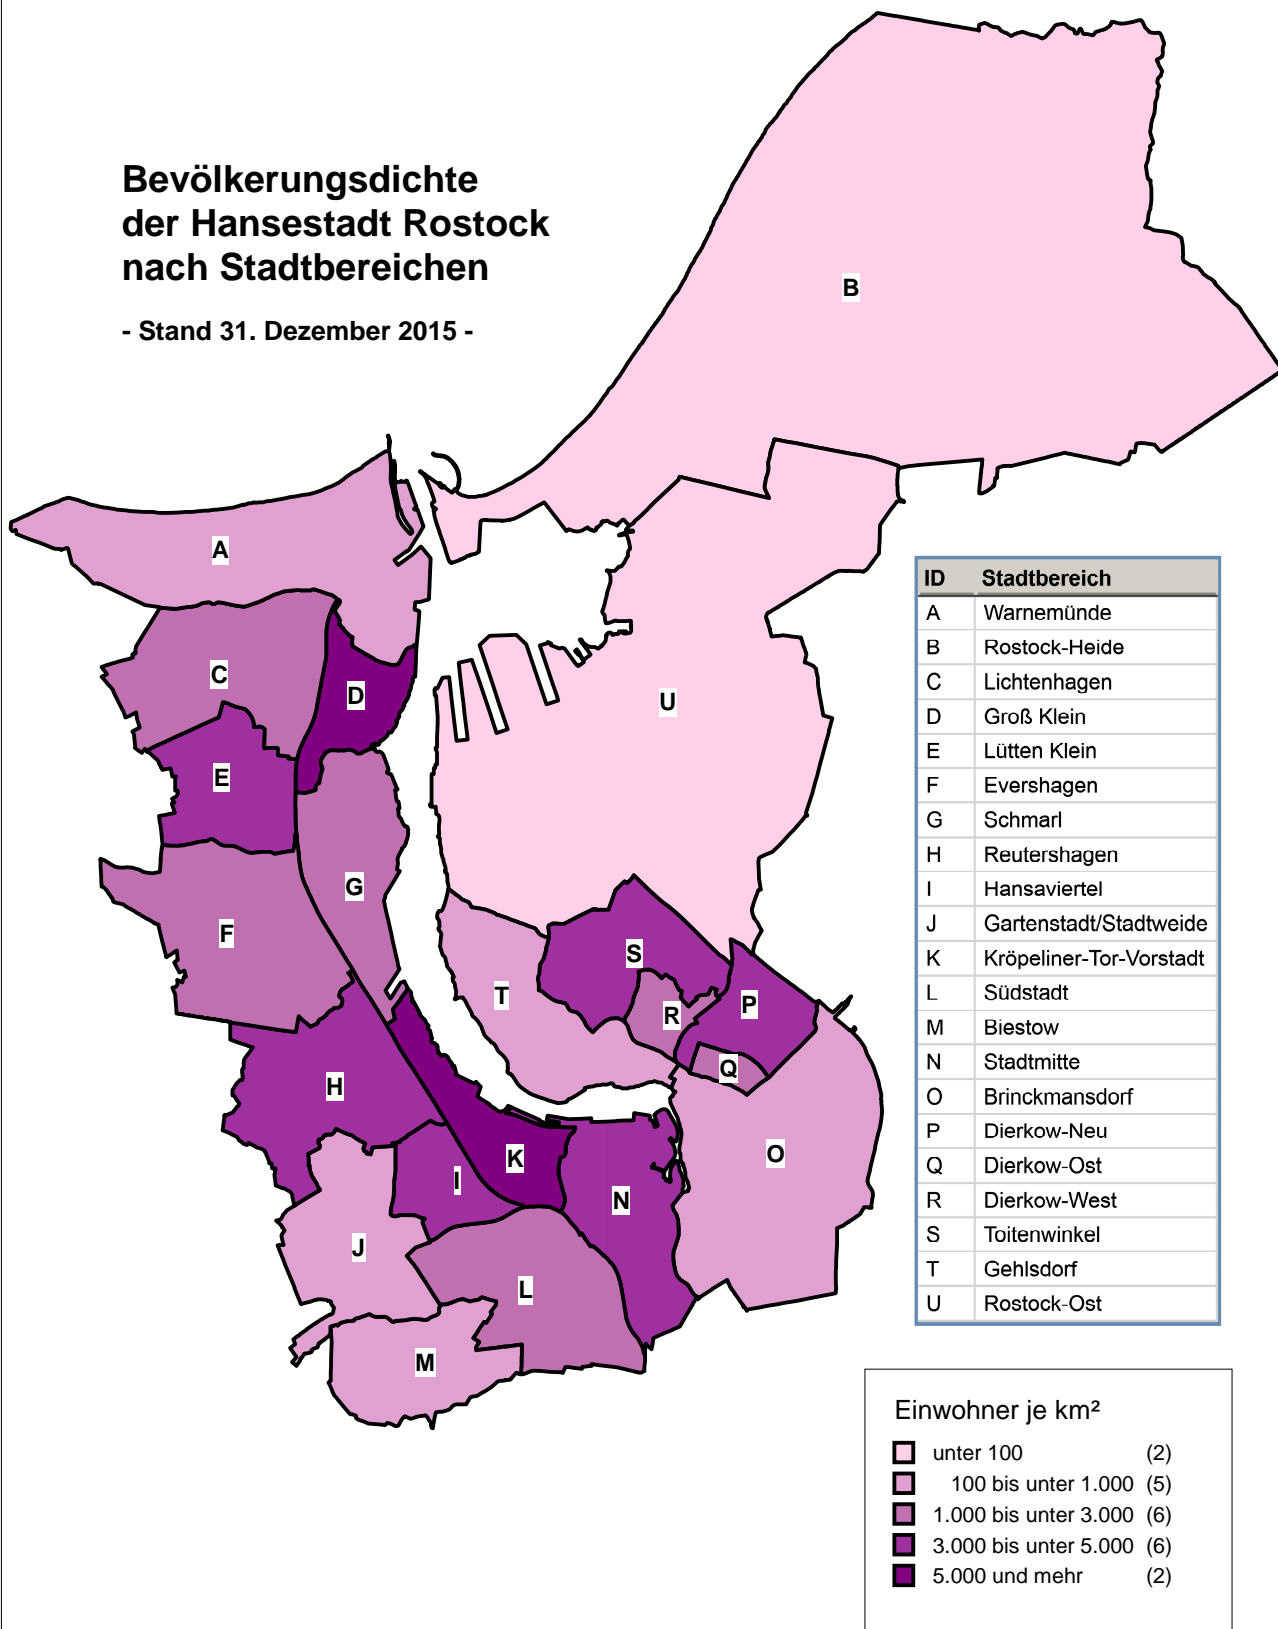 Bevölkerungsdichte
der Hansestadt Rostock
nach Stadtbereichen
- Stand 31. Dezember 2015 -
B
A
C
D
U
E
G
F
S
T
P
R
Q
H
K
O
I
N
J
L
M
ID Stadtbereich
A Warnemünde
B Rostock-Heide
C Lichtenhagen
D Groß Klein
E Lütten Klein
F Evershagen
G Schmarl
H Reutershagen
I Hansaviertel
J Gartenstadt/Stadtweide
K Kröpeliner-Tor-Vorstadt
L Südstadt
M Biestow
N Stadtmitte
O Brinckmansdorf
P Dierkow-Neu
Q Dierkow-Ost
R Dierkow-West
S Toitenwinkel
T Gehlsdorf
U Rostock-Ost
Einwohner je km²
unter 100 (2)
100 bis unter 1.000 (5)
1.000 bis unter 3.000 (6)
3.000 bis unter 5.000 (6)
5.000 und mehr (2)